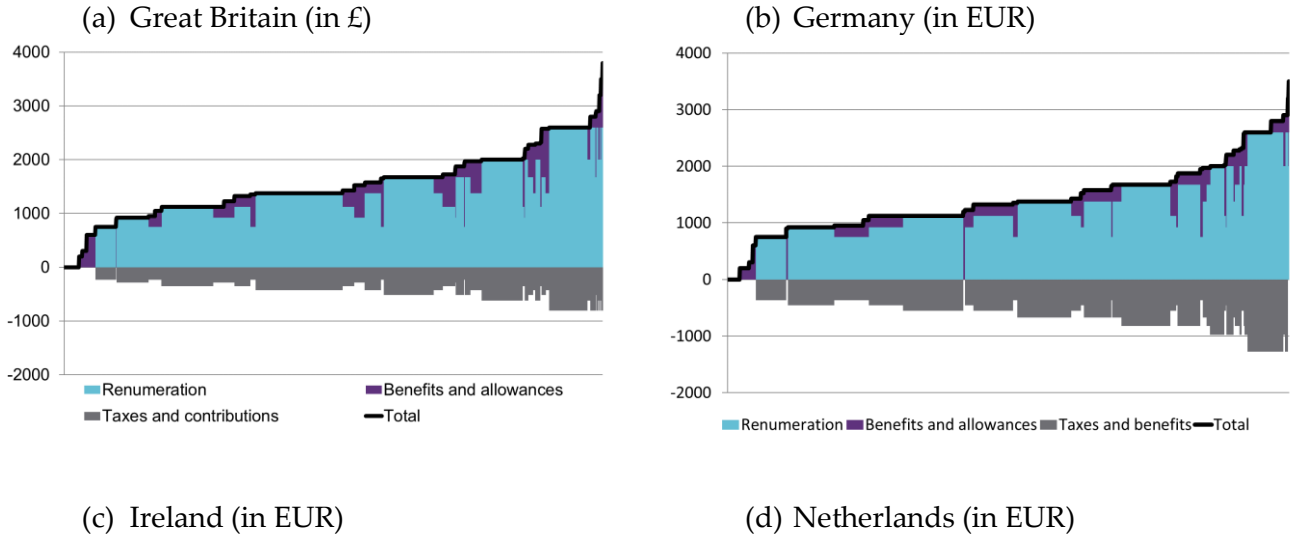 (a) Great Britain (in £)
4000
3000
2000
1000
0
-1000
-2000
Renumeration Benefits and allowances
Taxes and contributions Total
(b) Germany (in EUR)
4000
3000
2000
1000
0
-1000
-2000
Renumeration Benefits and allowances Taxes and benefits Total
(c) Ireland (in EUR)
(d) Netherlands (in EUR)